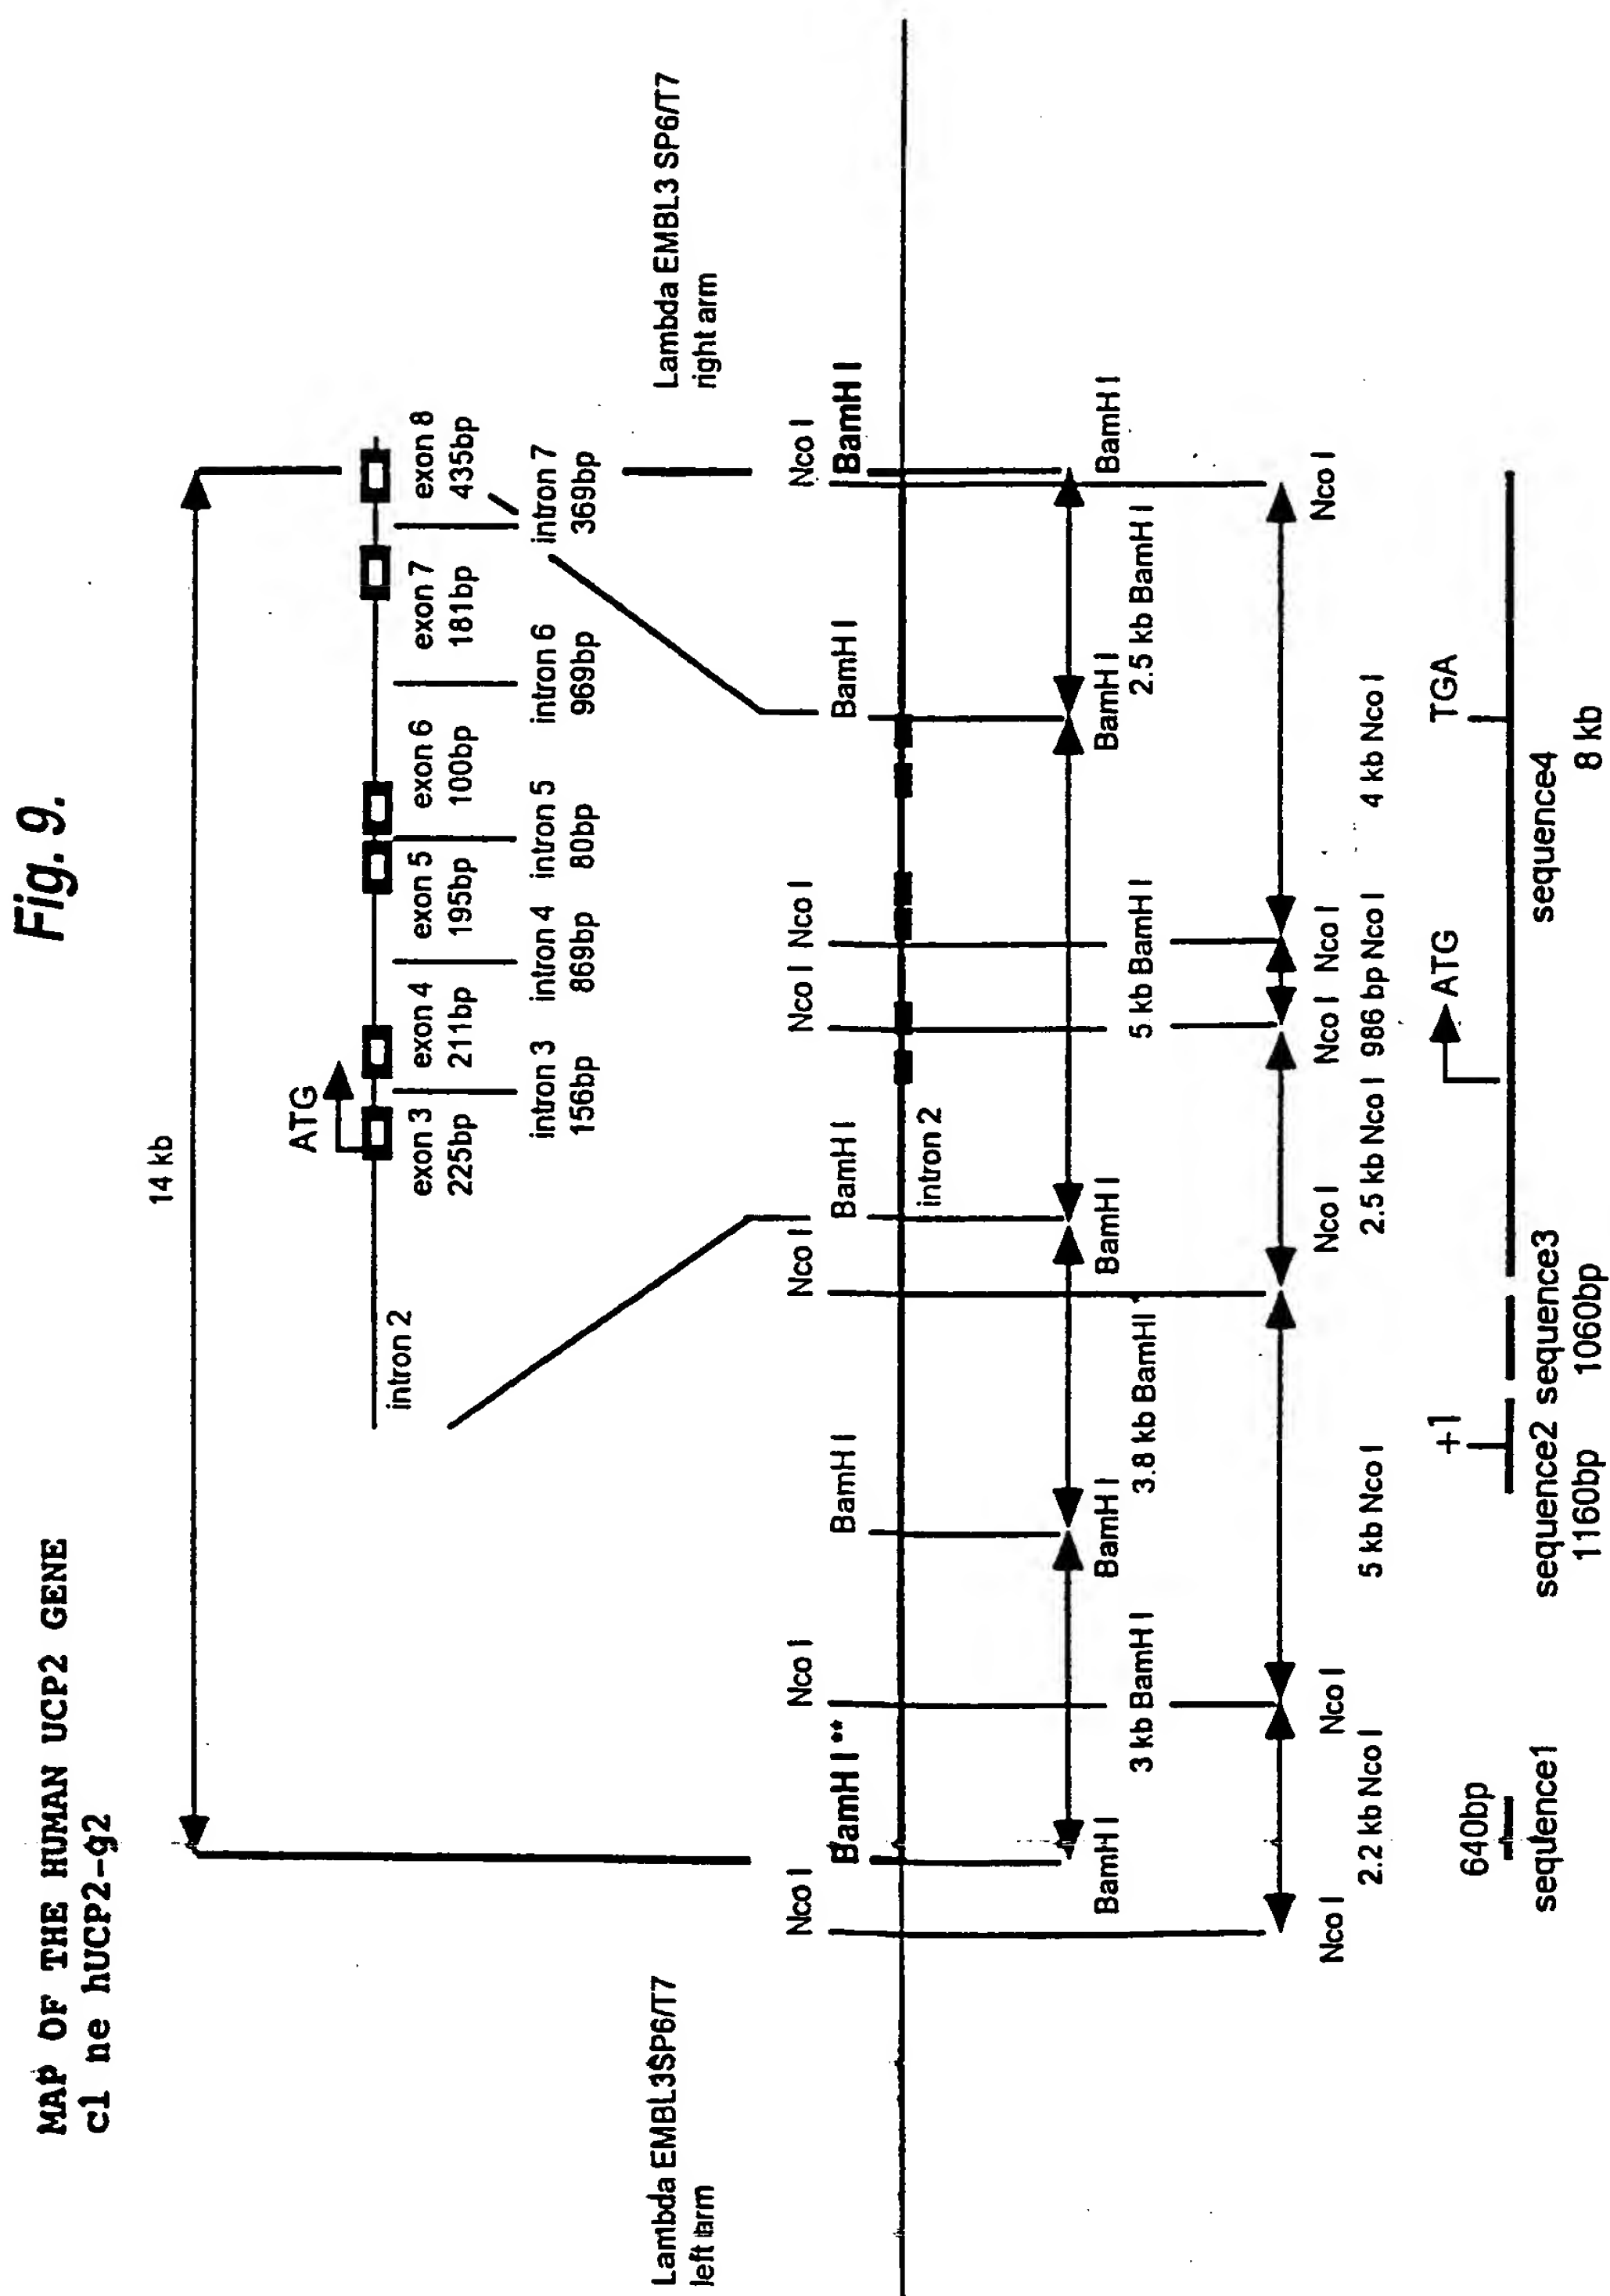 Fig. 9.
MAP OF THE HUMAN UCP2 GENE
cl ne hUCP2-g2
14 kb
ATG
intron 2
exon 3
225bp
exon 4
211bp
exon 5
195bp
exon 6
100bp
exon 7
181bp
exon 8
435bp
intron 3
156bp
intron 4
869bp
intron 5
80bp
intron 6
969bp
intron 7
369bp
Lambda EMBL3SP6/T7
left arm
Lambda EMBL3 SP6/T7
right arm
Nco I
Nco I
Nco I
Nco I
Nco I
Nco I
BamH I**
BamH I
BamH I
BamH I
BamH I
intron 2
BamH I
BamH I
BamH I
BamH I
BamH I
3 kb BamH I
3.8 kb BamHI
5 kb BamH I
2.5 kb BamH I
Nco I
Nco I
Nco I
Nco I
Nco I
Nco I
2.2 kb Nco I
5 kb Nco I
2.5 kb Nco I
986 bp Nco I
4 kb Nco I
640bp
+1
ATG
TGA
sequence1
sequence2
sequence3
sequence4
1160bp
1060bp
8 kb